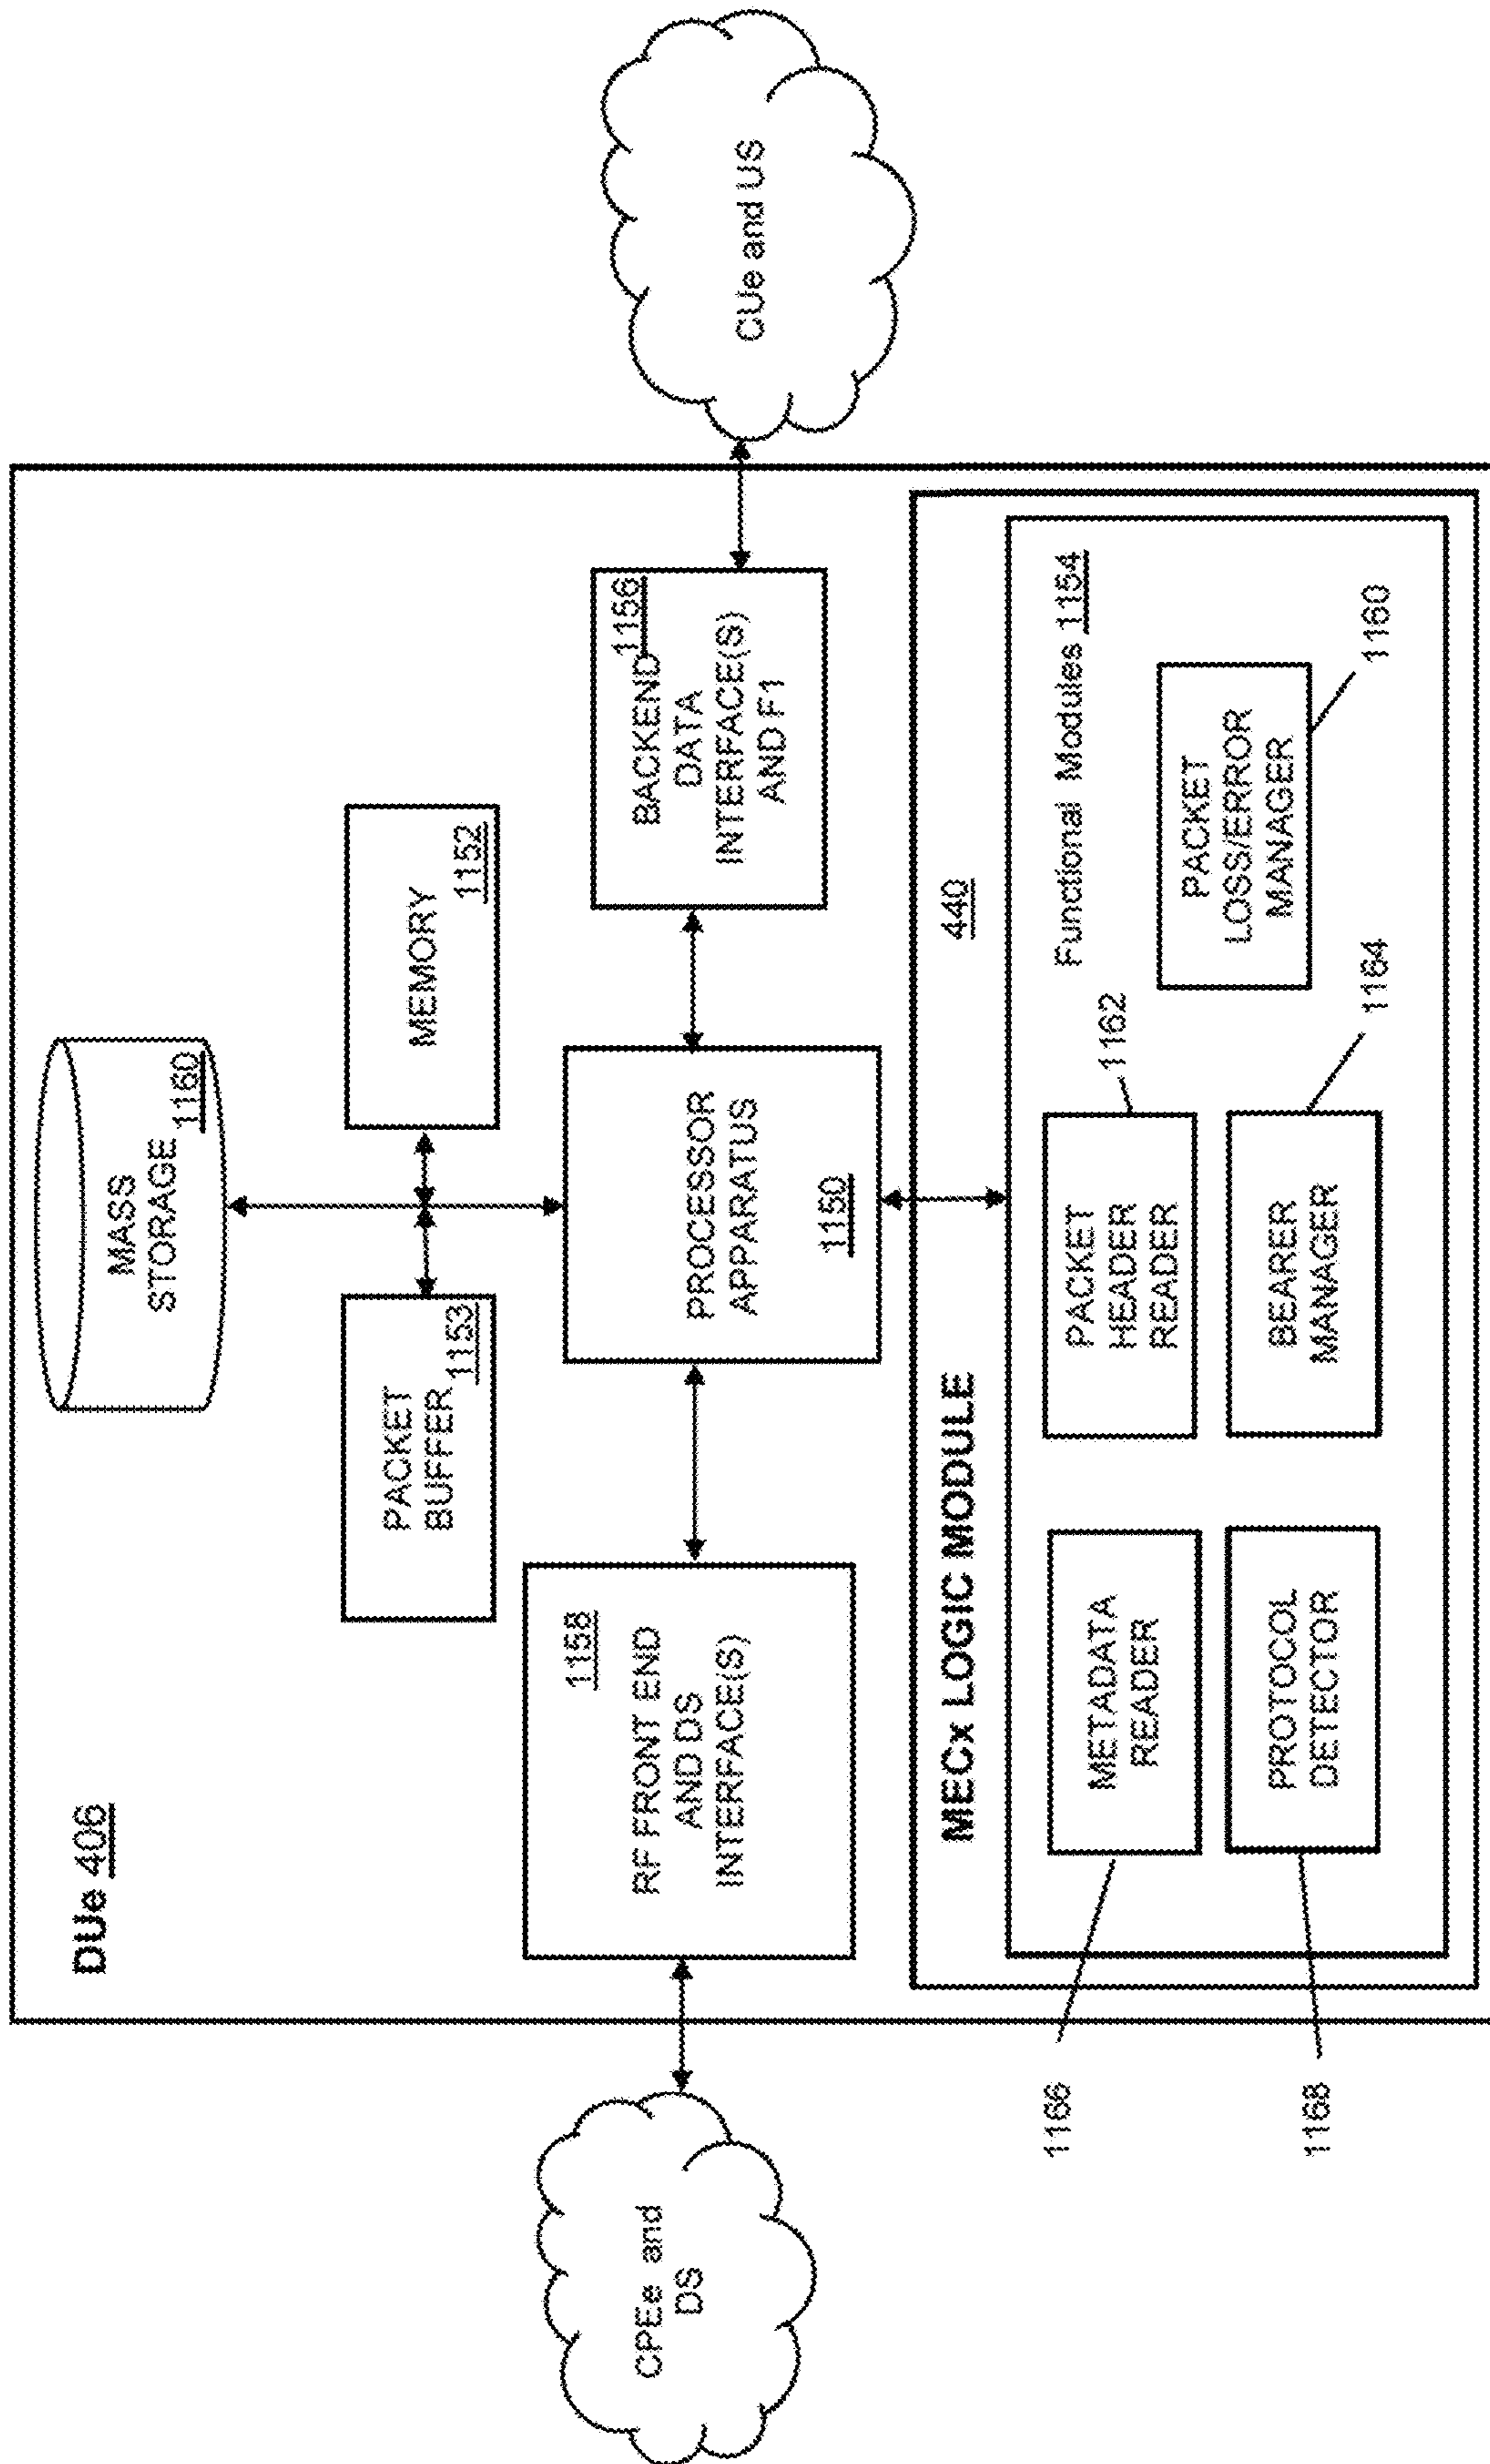 DUe 406
MASS
STORAGE
1160
PACKET
BUFFER
1153
MEMORY
1152
CPEe and
DS
1158
RF FRONT END
AND DS
INTERFACE(S)
PROCESSOR
APPARATUS
1150
1156
BACKEND
DATA
INTERFACE(S)
AND F1
CUe and US
MECx LOGIC MODULE
440
Functional Modules 1154
1166
METADATA
READER
PACKET
HEADER
READER
1162
PACKET
LOSS/ERROR
MANAGER
1160
1168
PROTOCOL
DETECTOR
BEARER
MANAGER
1164